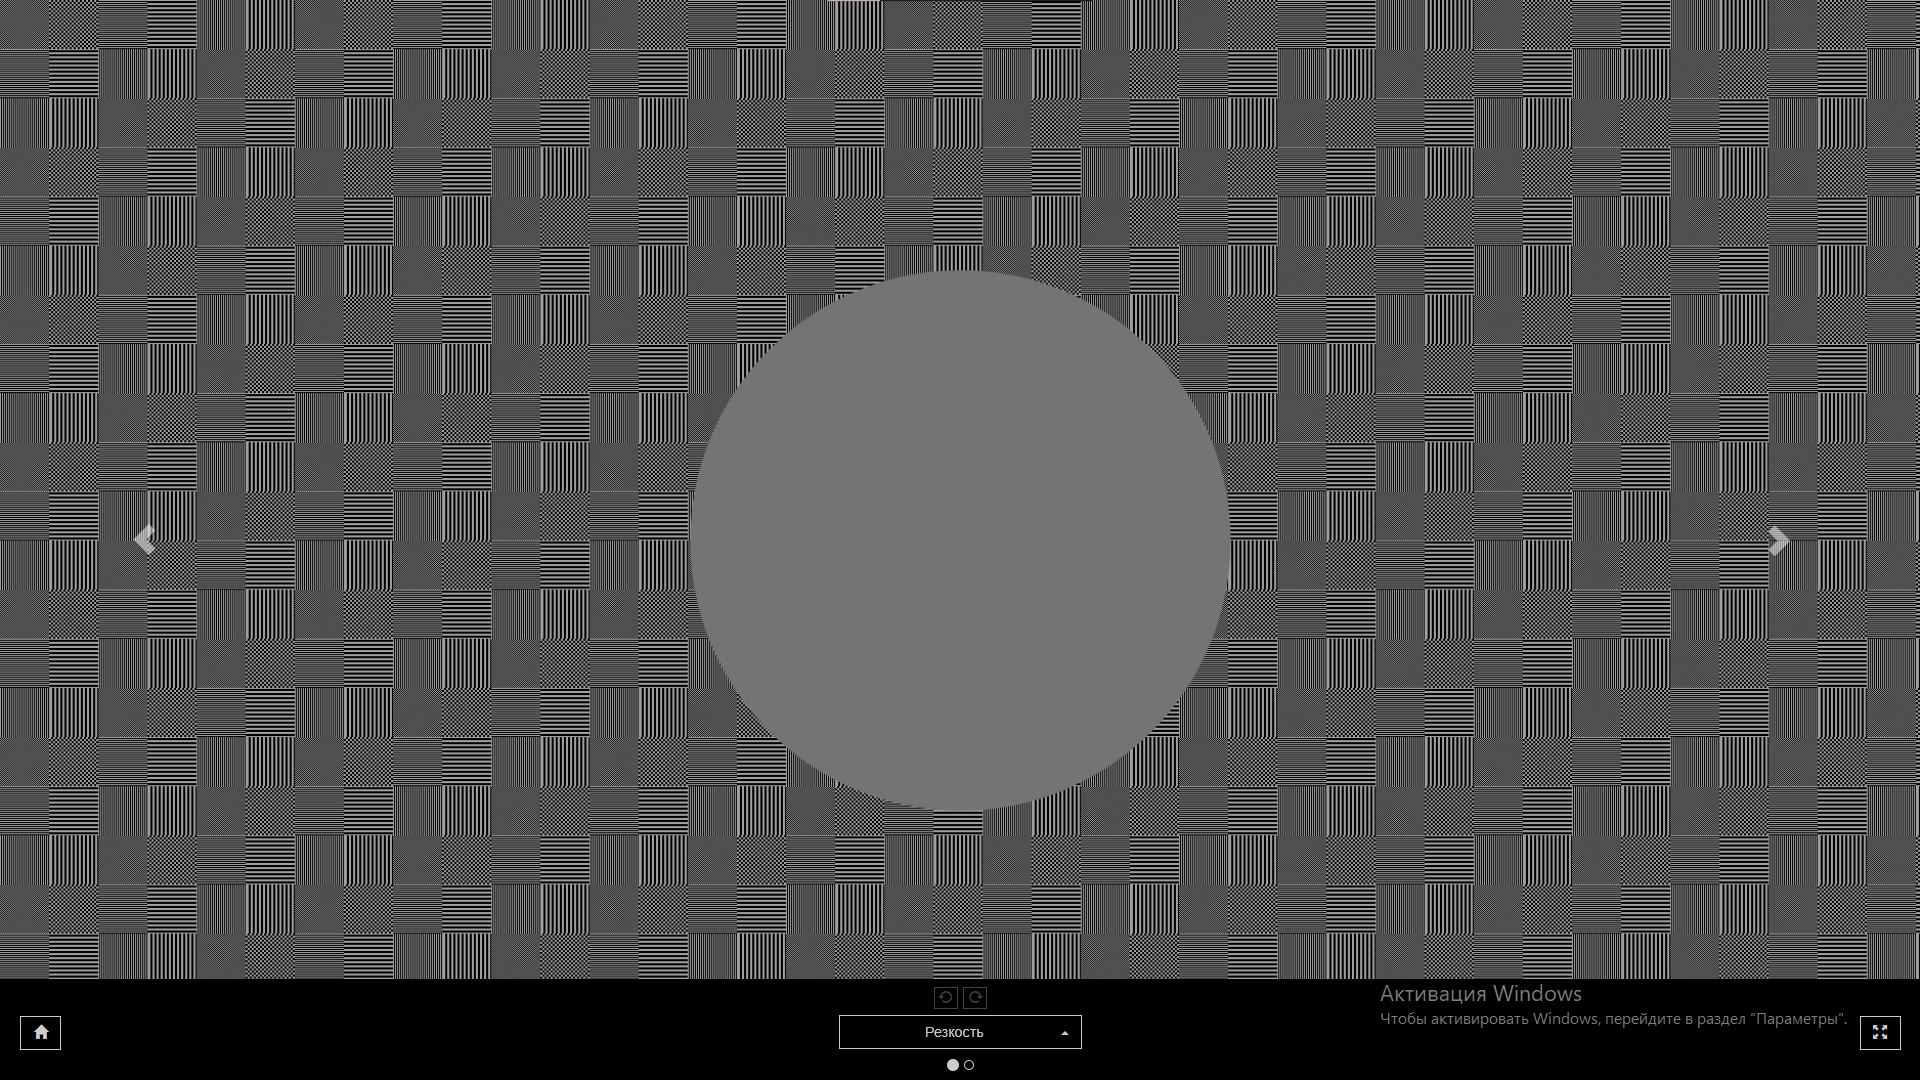 Активация Windows
Чтобы активировать Windows, перейдите в раздел "Параметры".
Резкость